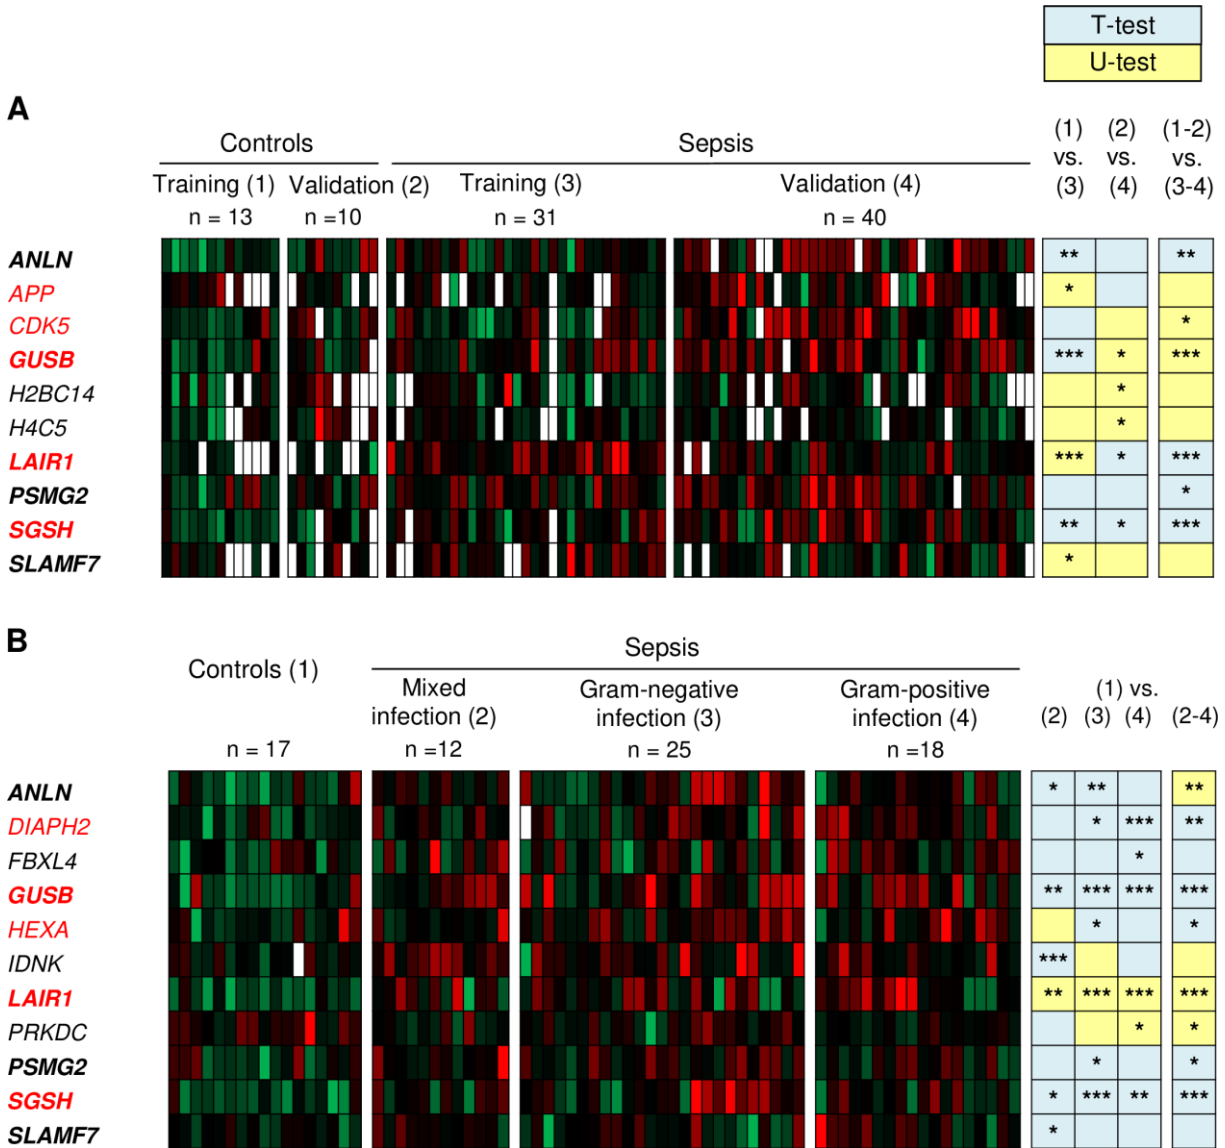 T-test
U-test
A
Controls
Sepsis
(1) vs. (3)
(2) vs. (4)
(1-2) vs. (3-4)
Training (1)
Validation (2)
Training (3)
Validation (4)
n = 13
n =10
n = 31
n = 40
ANLN ** **
APP *
CDK5 *
GUSB *** * ***
H2BC14 *
H4C5 *
LAIR1 *** * ***
PSMG2 *
SGSH ** * ***
SLAMF7 *
B
Controls (1)
Sepsis
Mixed infection (2)
Gram-negative infection (3)
Gram-positive infection (4)
(1) vs.
(2) (3) (4) (2-4)
n = 17
n =12
n = 25
n =18
ANLN * ** **
DIAPH2 * *** **
FBXL4 *
GUSB ** *** *** ***
HEXA * *
IDNK ***
LAIR1 ** *** *** ***
PRKDC * *
PSMG2 * *
SGSH * *** ** ***
SLAMF7 *